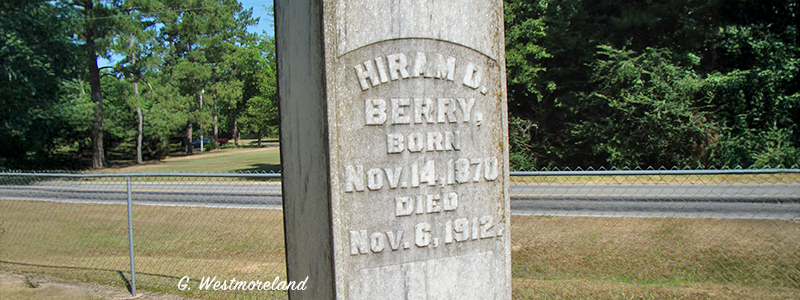 HIRAM D.
BERRY,
BORN
NOV. 14, 1870
DIED
NOV. 6, 1912.
G. Westmoreland